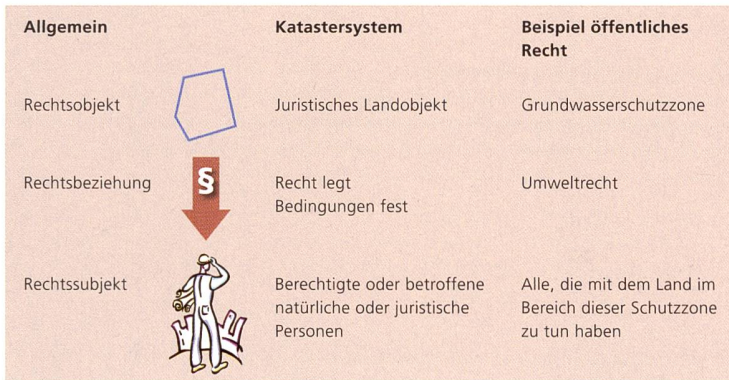 Allgemein Katastersystem Beispiel öffentliches
Recht
Rechtsobjekt Juristisches Landobjekt Grundwasserschutzzone
Rechtsbeziehung § Recht legt Umweltrecht
Bedingungen fest
Rechtssubjekt Berechtigte oder betroffene Alle, die mit dem Land im
natürliche oder juristische Bereich dieser Schutzzone
Personen zu tun haben